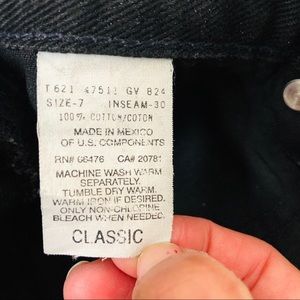 T621 47511 GV 824
SIZE-7 INSEAM-30
100% COTTON/COTON
MADE IN MEXICO
OF U.S. COMPONENTS
RN# 66476 CA# 20781
MACHINE WASH WARM
SEPARATELY.
TUMBLE DRY WARM.
WARM IRON IF DESIRED.
ONLY NON-CHLORINE
BLEACH WHEN NEEDED.
CLASSIC